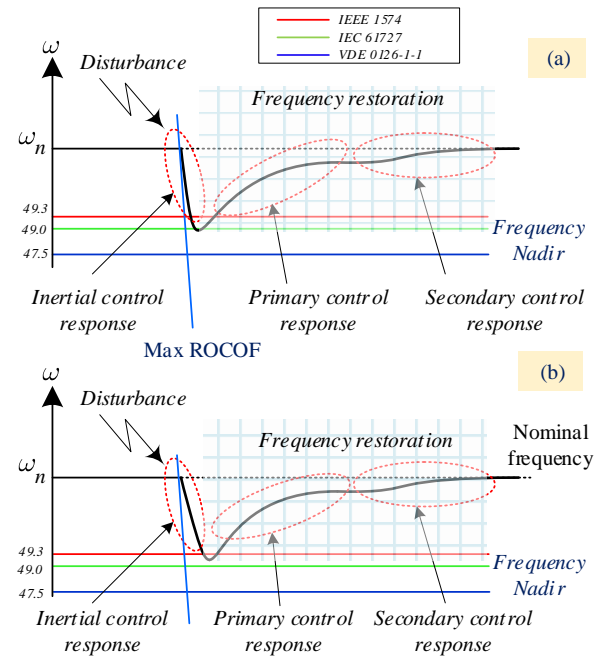 IEEE 1574
IEC 61727
VDE 0126-1-1
(a)
ω
Disturbance
Frequency restoration
ωn
49.3
49.0
47.5
Frequency
Nadir
Inertial control
response
Primary control
response
Secondary control
response
Max ROCOF
(b)
ω
Disturbance
Frequency restoration
Nominal
frequency
ωn
49.3
49.0
47.5
Frequency
Nadir
Inertial control
response
Primary control
response
Secondary control
response